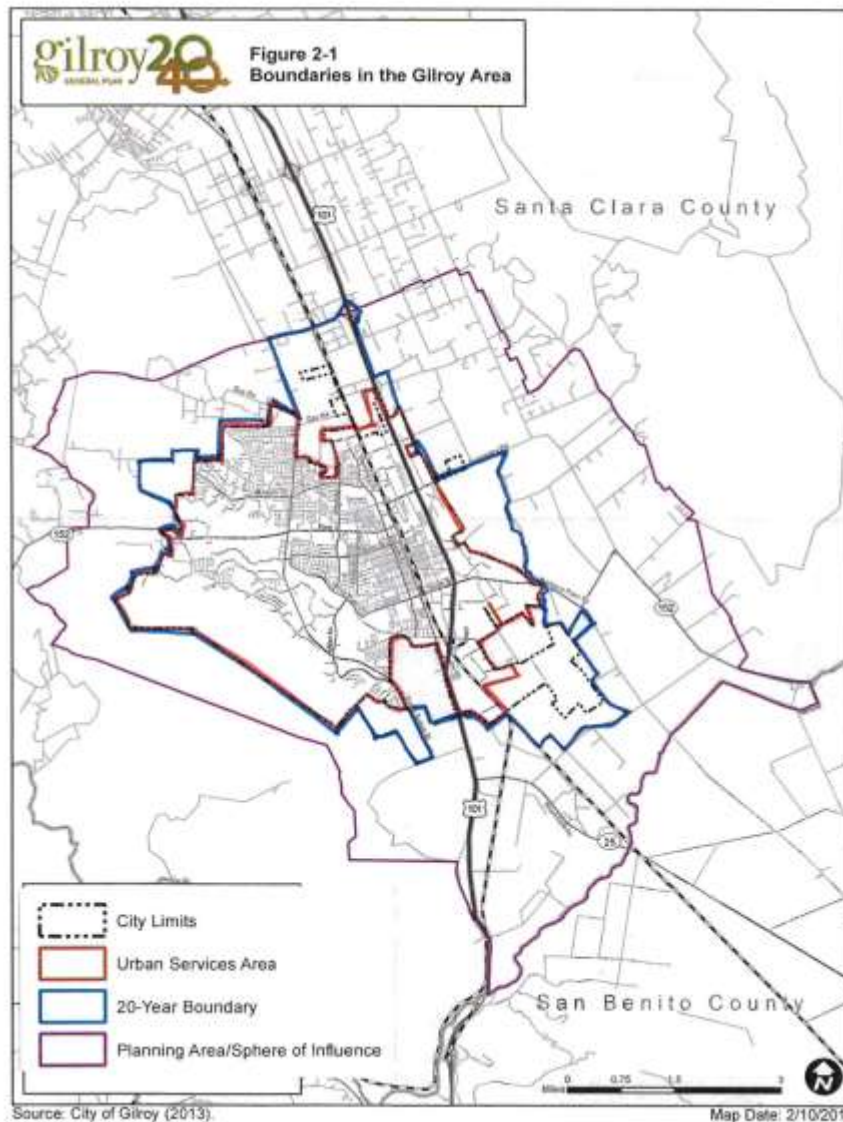 gilroy 2040
GENERAL PLAN
Figure 2-1
Boundaries in the Gilroy Area
Santa Clara County
101
152
152
101
25
San Benito County
City Limits
Urban Services Area
20-Year Boundary
Planning Area/Sphere of Influence
Miles
0 0.75 1.5 3
N
Source: City of Gilroy (2013).
Map Date: 2/10/201